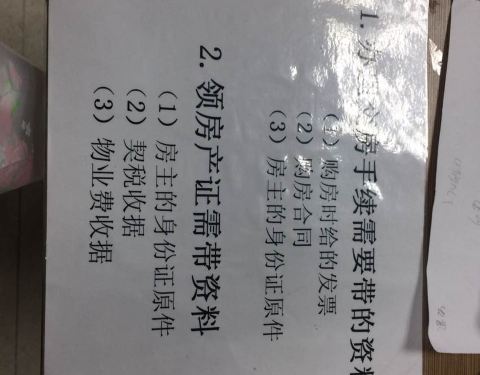 1. 办 房手续需要带的资
(1) 购房时给的发票
(2) 购房合同
(3) 房主的身份证原件
2. 领房产证需带资料
(1) 房主的身份证原件
(2) 契税收据
(3) 物业费收据